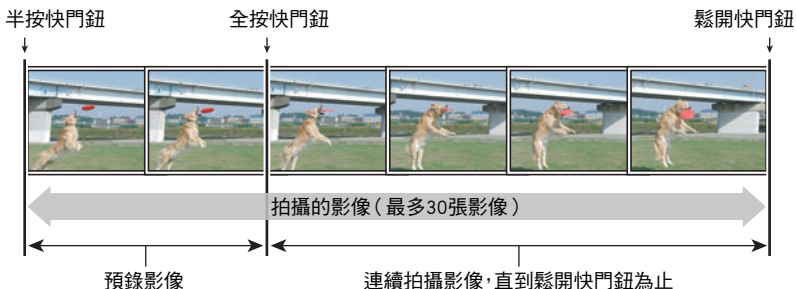 半按快門鈕 全按快門鈕 鬆開快門鈕
拍攝的影像（最多30張影像）
預錄影像 連續拍攝影像，直到鬆開快門鈕為止